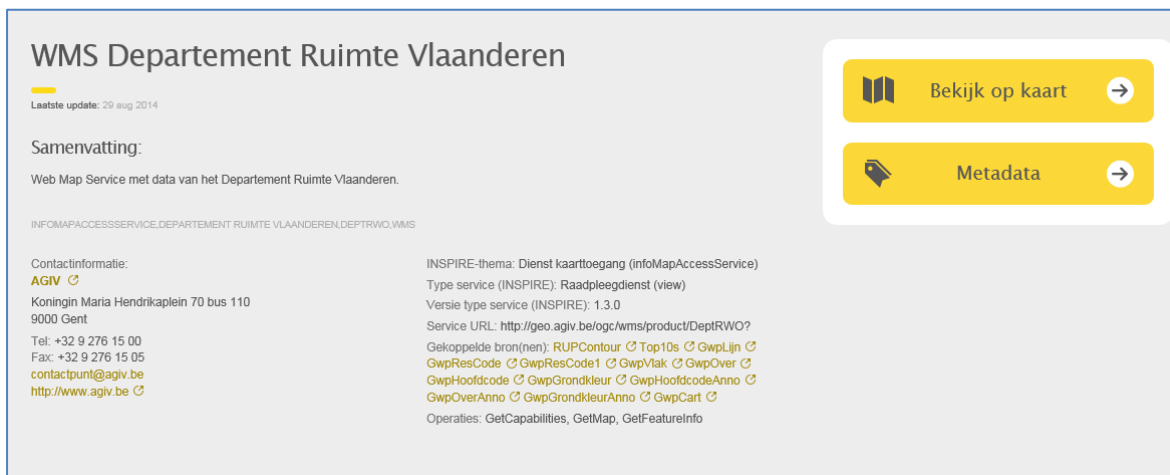 WMS Departement Ruimte Vlaanderen
Laatste update: 29 aug 2014
Samenvatting:
Web Map Service met data van het Departement Ruimte Vlaanderen.
INFOMAPACCESSSERVICE,DEPARTEMENT RUIMTE VLAANDEREN,DEPTRWO,WMS
Contactinformatie:
AGIV
Koningin Maria Hendrikaplein 70 bus 110
9000 Gent
Tel: +32 9 276 15 00
Fax: +32 9 276 15 05
contactpunt@agiv.be
http://www.agiv.be
INSPIRE-thema: Dienst kaarttoegang (infoMapAccessService)
Type service (INSPIRE): Raadpleegdienst (view)
Versie type service (INSPIRE): 1.3.0
Service URL: http://geo.agiv.be/ogc/wms/product/DeptRWO?
Gekoppelde bron(nen): RUPContour Top10s GwpLijn
GwpResCode GwpResCode1 GwpVlak GwpOver
GwpHoofdcode GwpGrondkleur GwpHoofdcodeAnno
GwpOverAnno GwpGrondkleurAnno GwpCart
Operaties: GetCapabilities, GetMap, GetFeatureInfo
Bekijk op kaart
Metadata